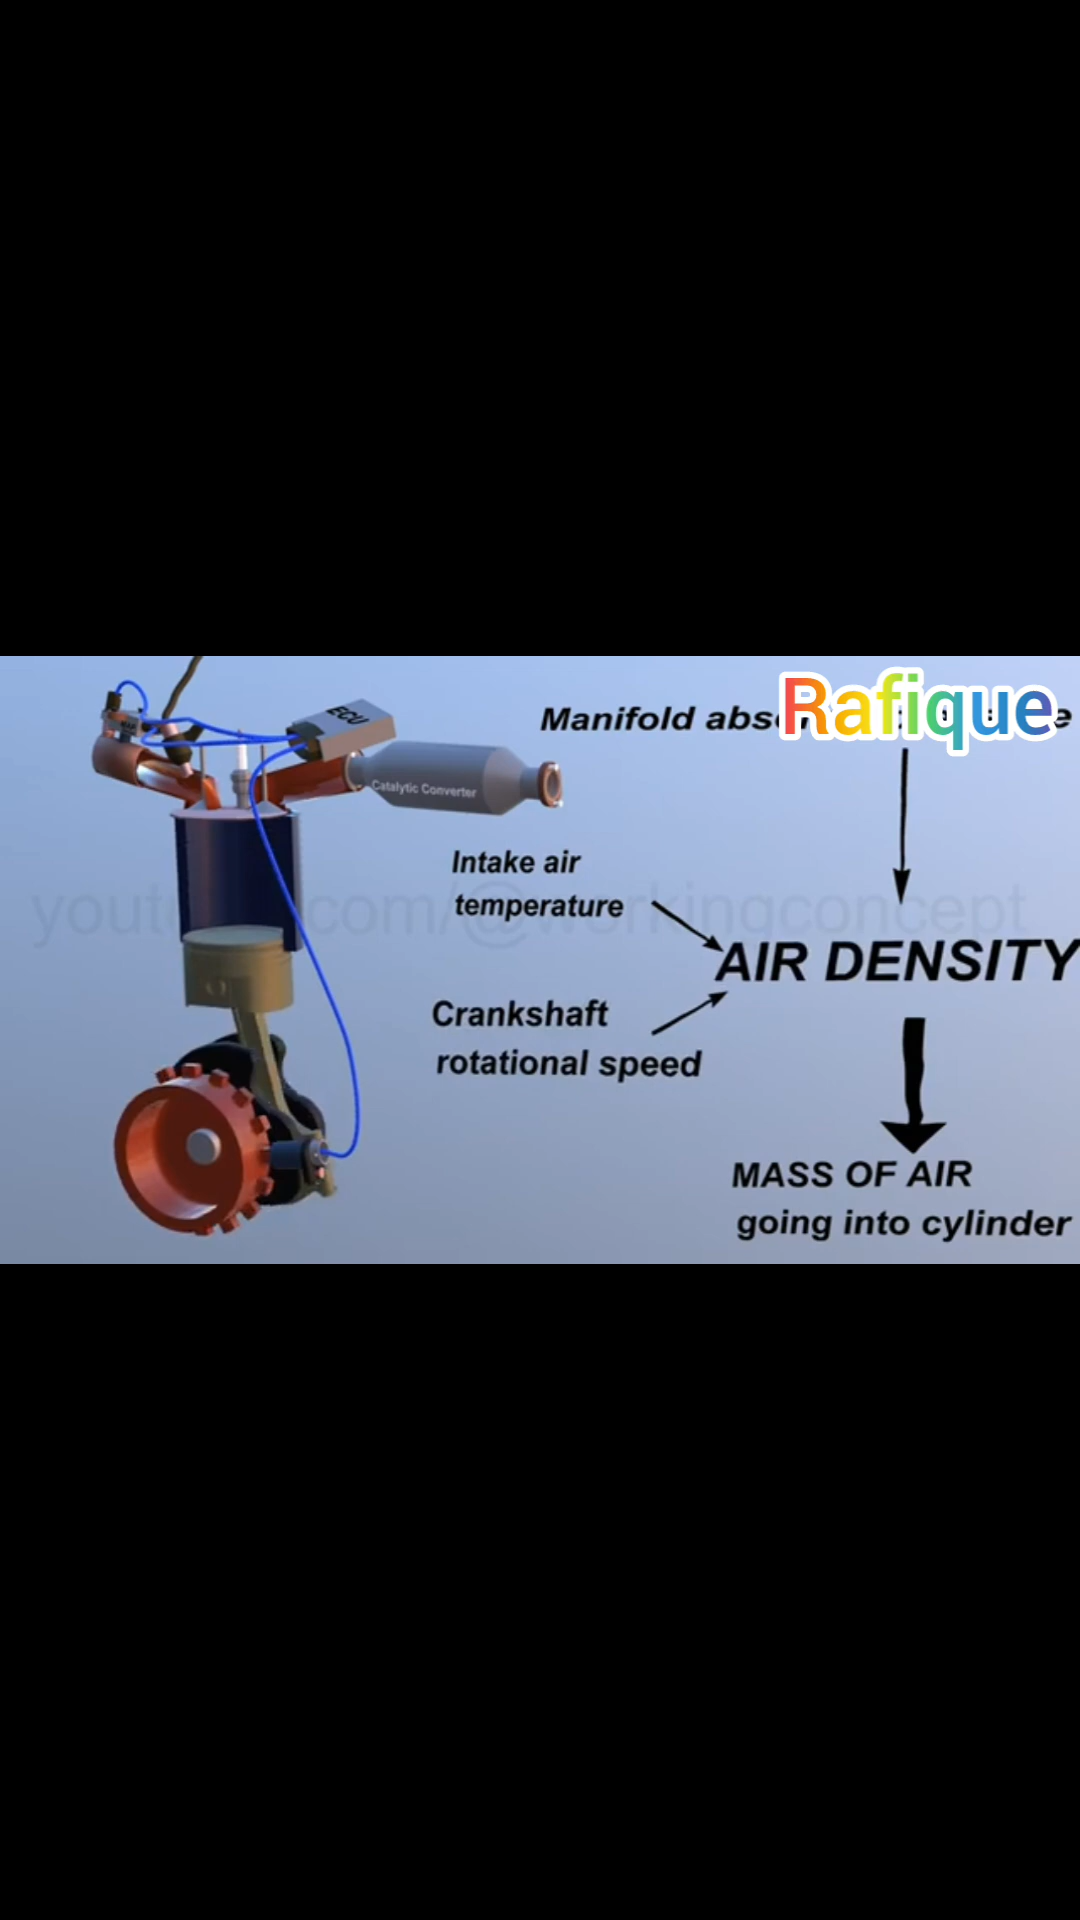 Rafique
Manifold
ECU
MAP
Catalytic Converter
Intake air
temperature
AIR DENSITY
Crankshaft
rotational speed
MASS OF AIR
going into cylinder